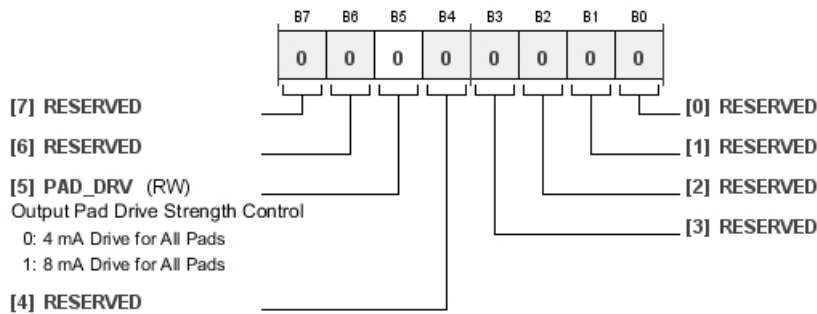 B7 B6 B5 B4 B3 B2 B1 B0
0 0 0 0 0 0 0 0
[7] RESERVED
[0] RESERVED
[6] RESERVED
[1] RESERVED
[5] PAD_DRV (RW)
[2] RESERVED
Output Pad Drive Strength Control
[3] RESERVED
0: 4 mA Drive for All Pads
1: 8 mA Drive for All Pads
[4] RESERVED